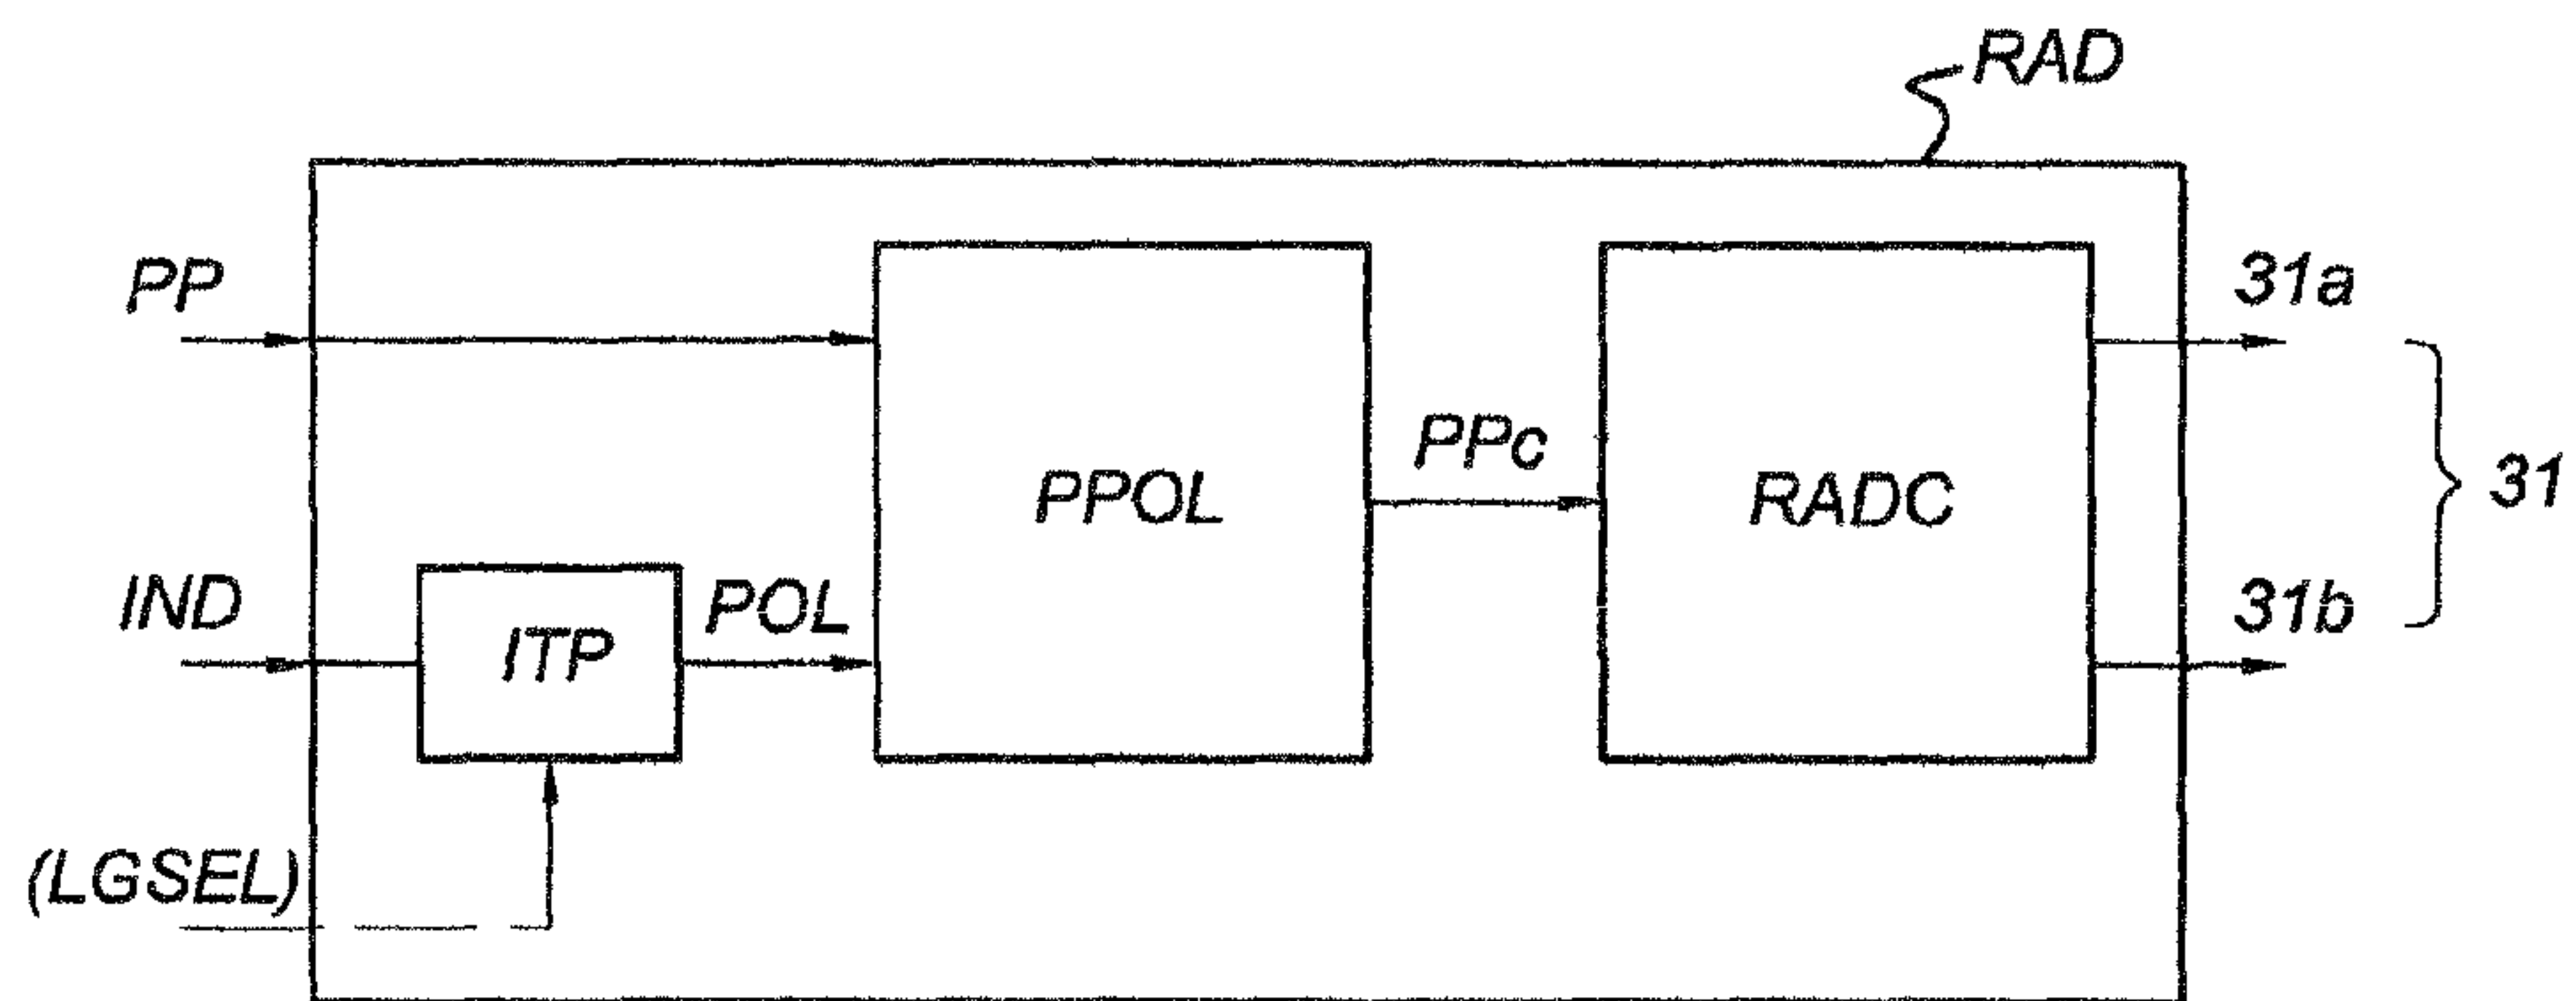 RAD
PP
31a
PPc
PPOL
RADC
31
IND
ITP
POL
31b
(LGSEL)